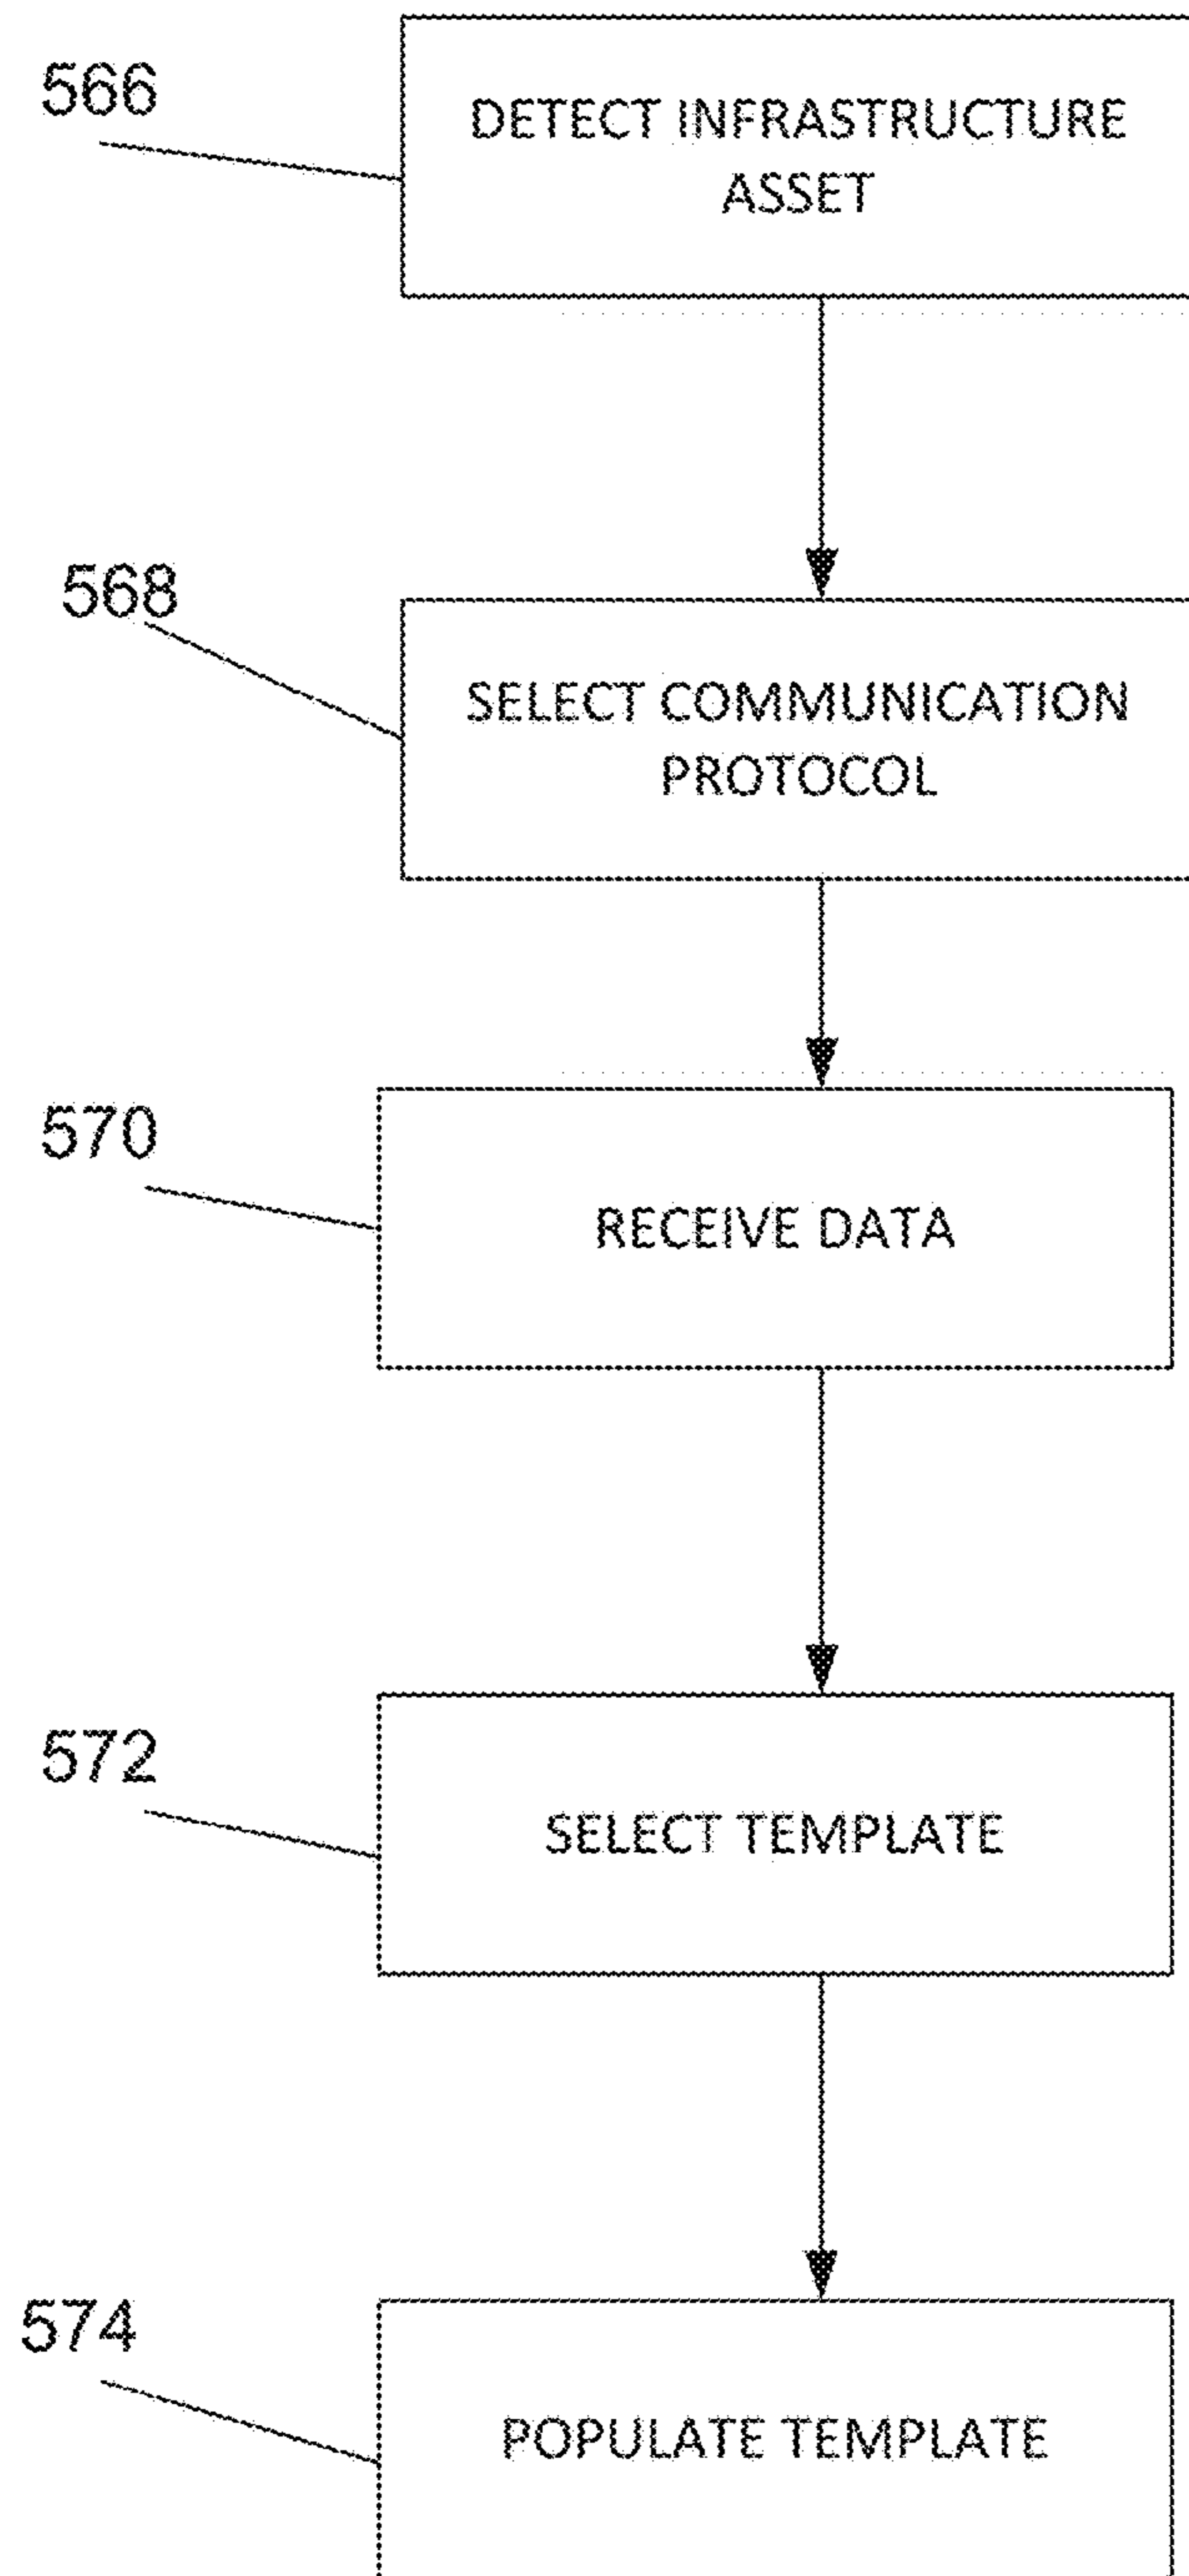 566
DETECT INFRASTRUCTURE
ASSET
568
SELECT COMMUNICATION
PROTOCOL
570
RECEIVE DATA
572
SELECT TEMPLATE
574
POPULATE TEMPLATE